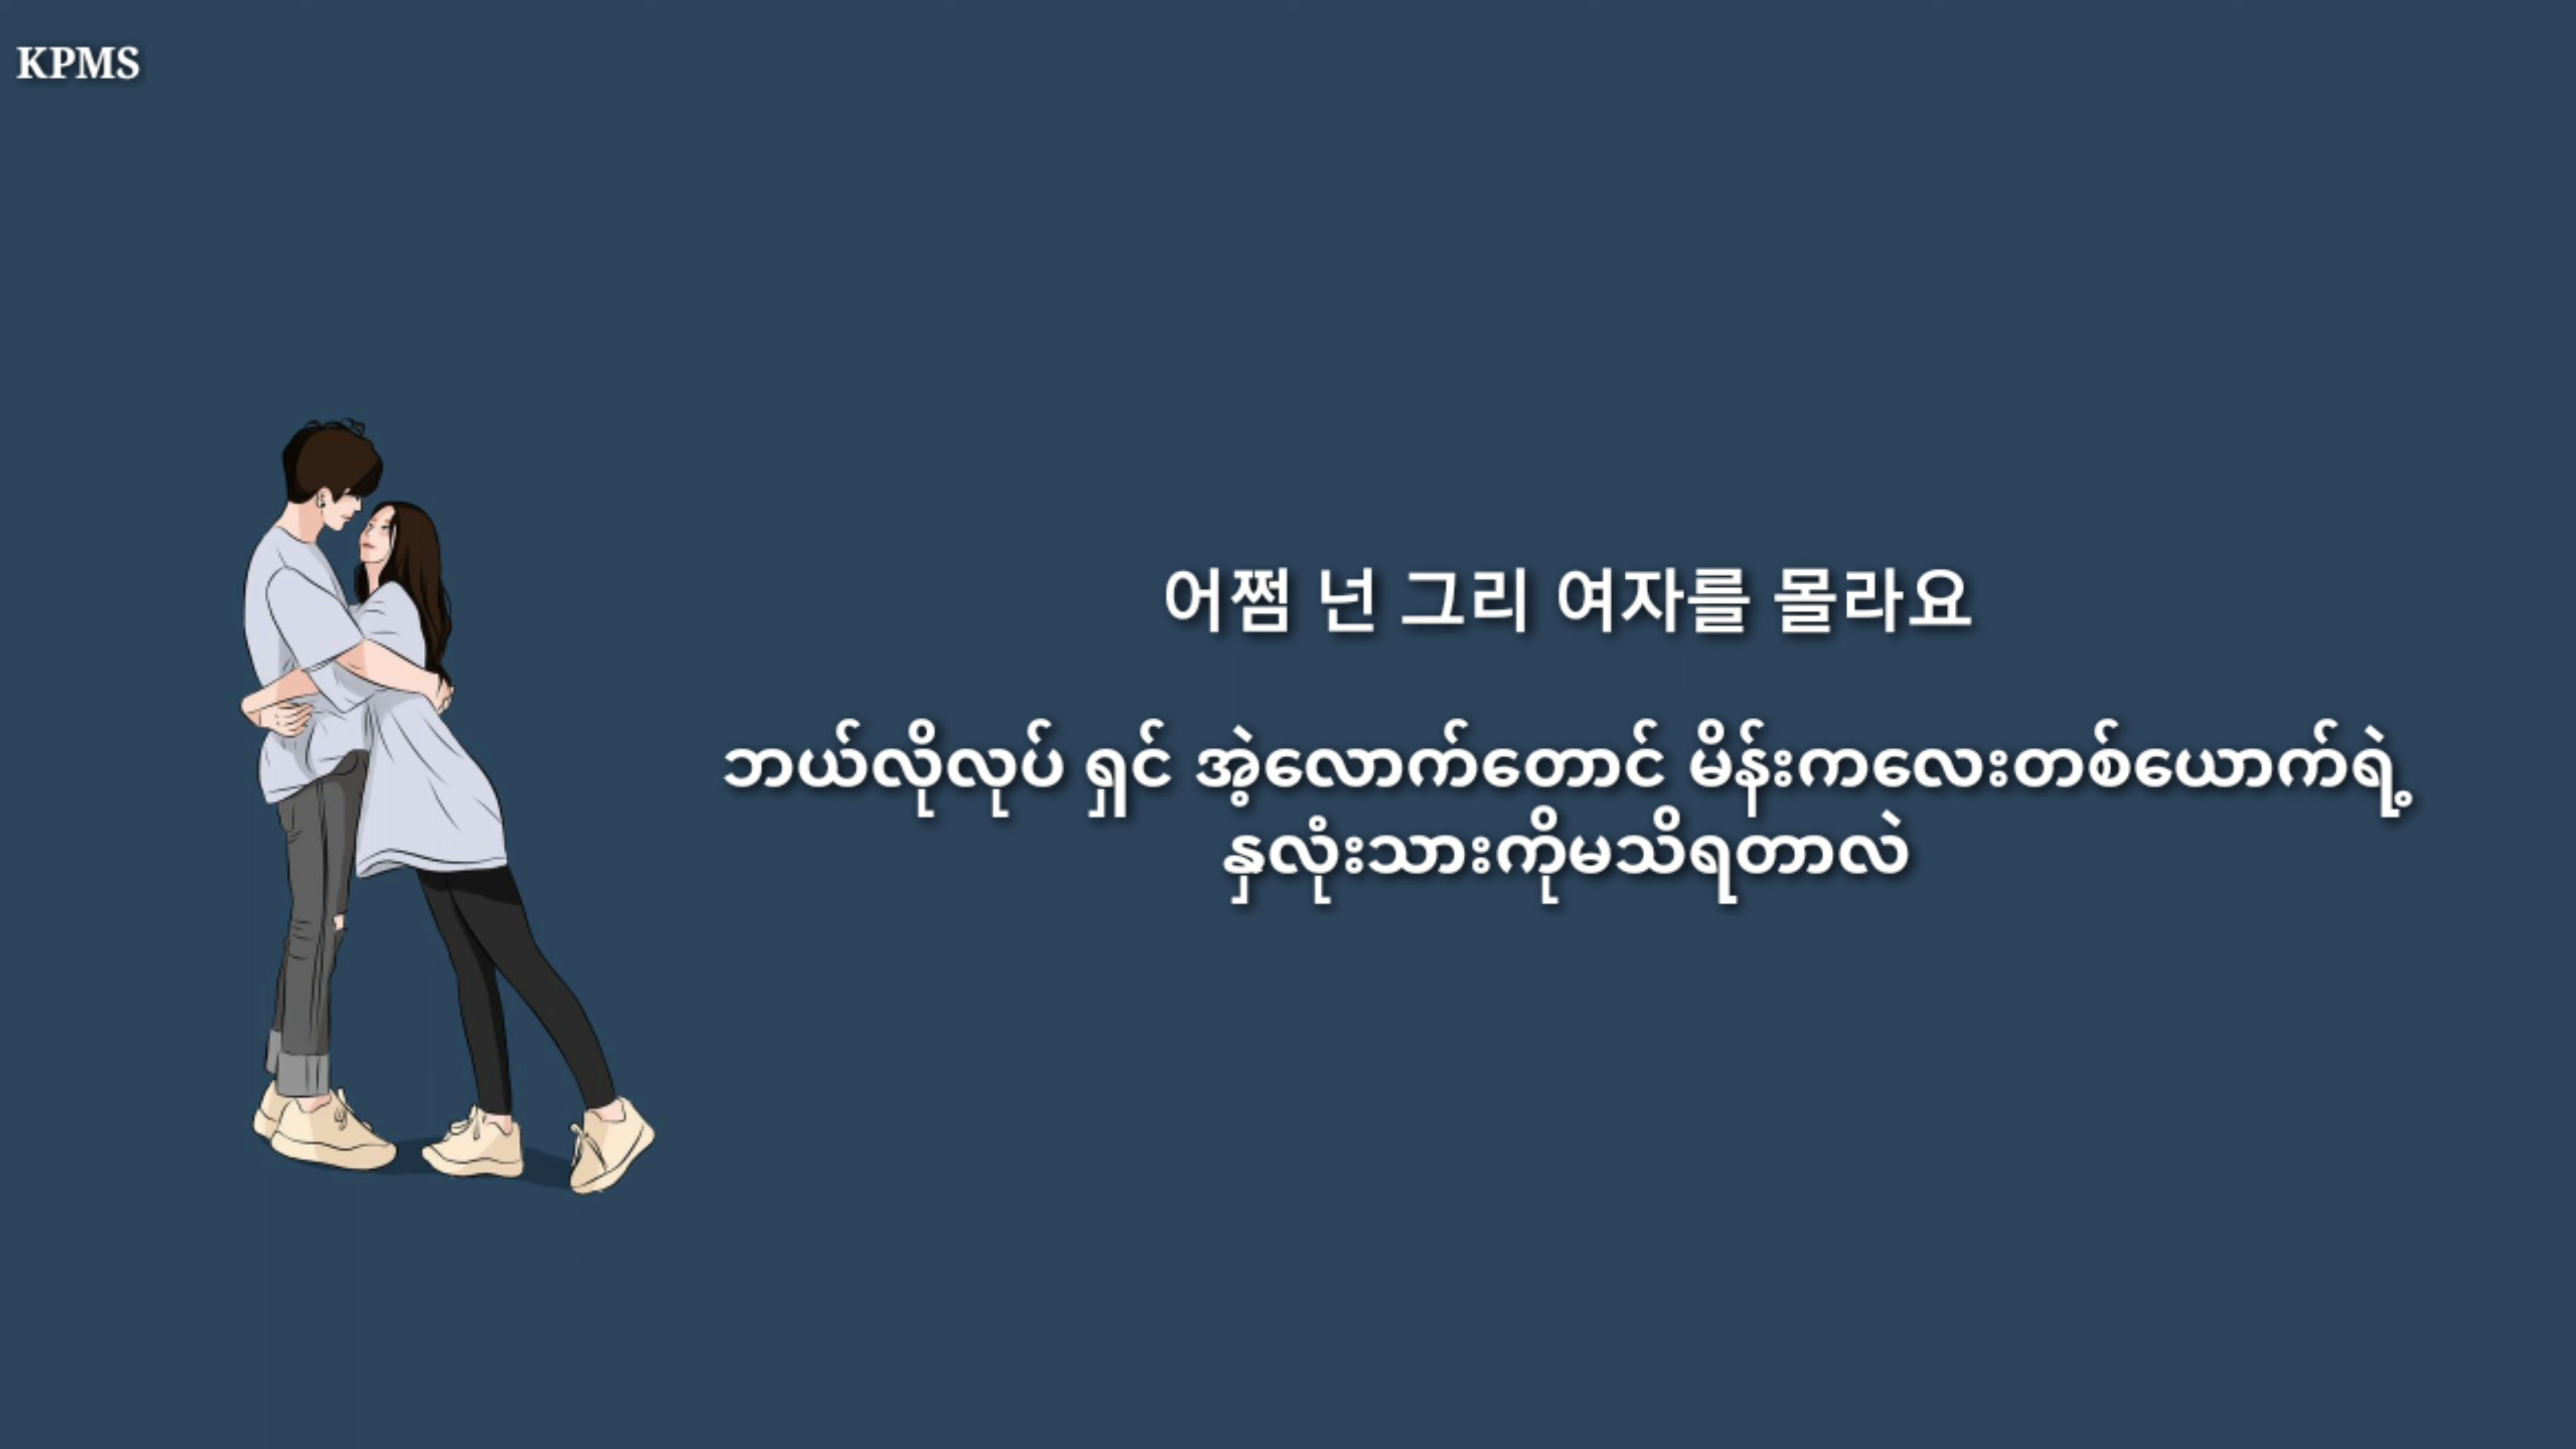 KPMS
어쩜 넌 그리 여자를 몰라요
ဘယ်လိုလုပ် ရှင် အဲ့လောက်တောင် မိန်းကလေးတစ်ယောက်ရဲ့
နှလုံးသားကိုမသိရတာလဲ